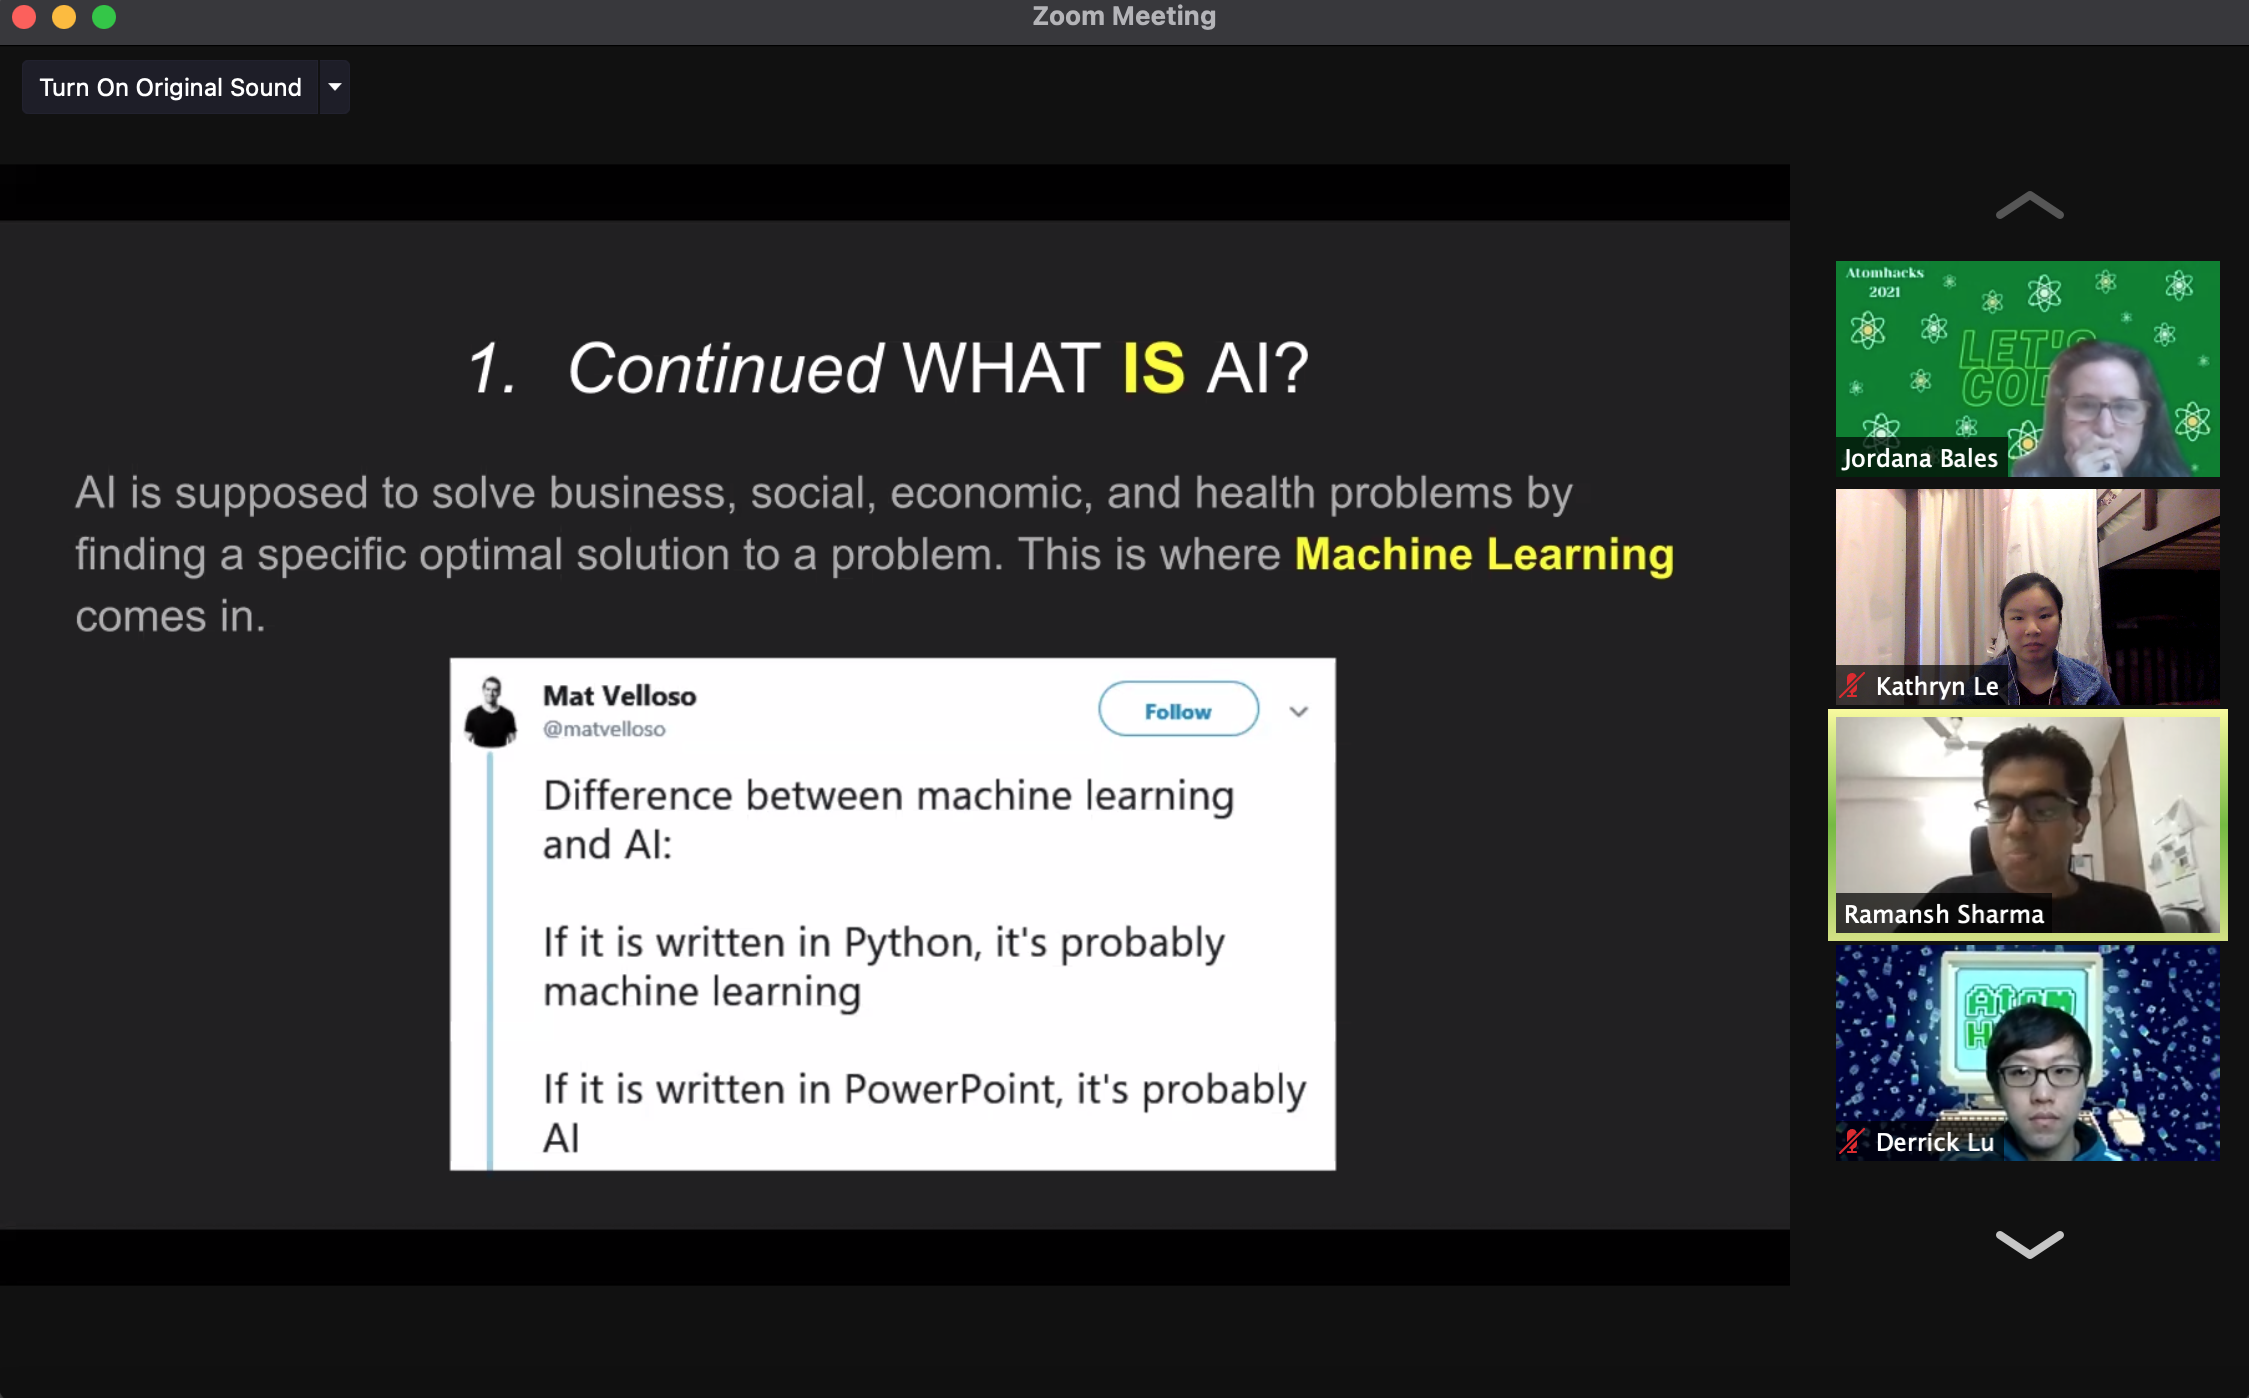 Zoom Meeting
Turn On Original Sound
1. Continued WHAT IS AI?
AI is supposed to solve business, social, economic, and health problems by
finding a specific optimal solution to a problem. This is where Machine Learning
comes in.
Mat Velloso
@matvelloso
Follow
Difference between machine learning
and AI:
If it is written in Python, it's probably
machine learning
If it is written in PowerPoint, it's probably
AI
Atomhacks
2021
LET'S
Jordana Bales
Kathryn Le
Ramansh Sharma
Atom
Derrick Lu